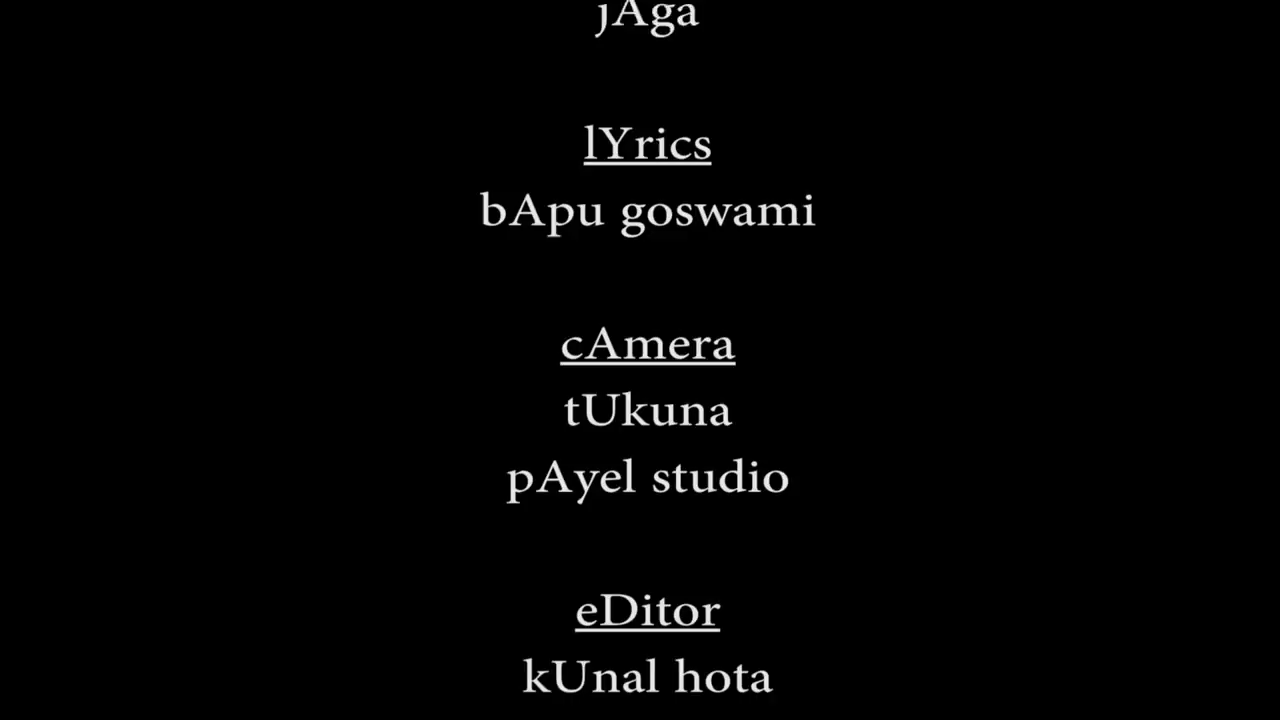 jAga
lYrics
bApu goswami
cAmera
tUkuna
pAyel studio
eDitor
kUnal hota